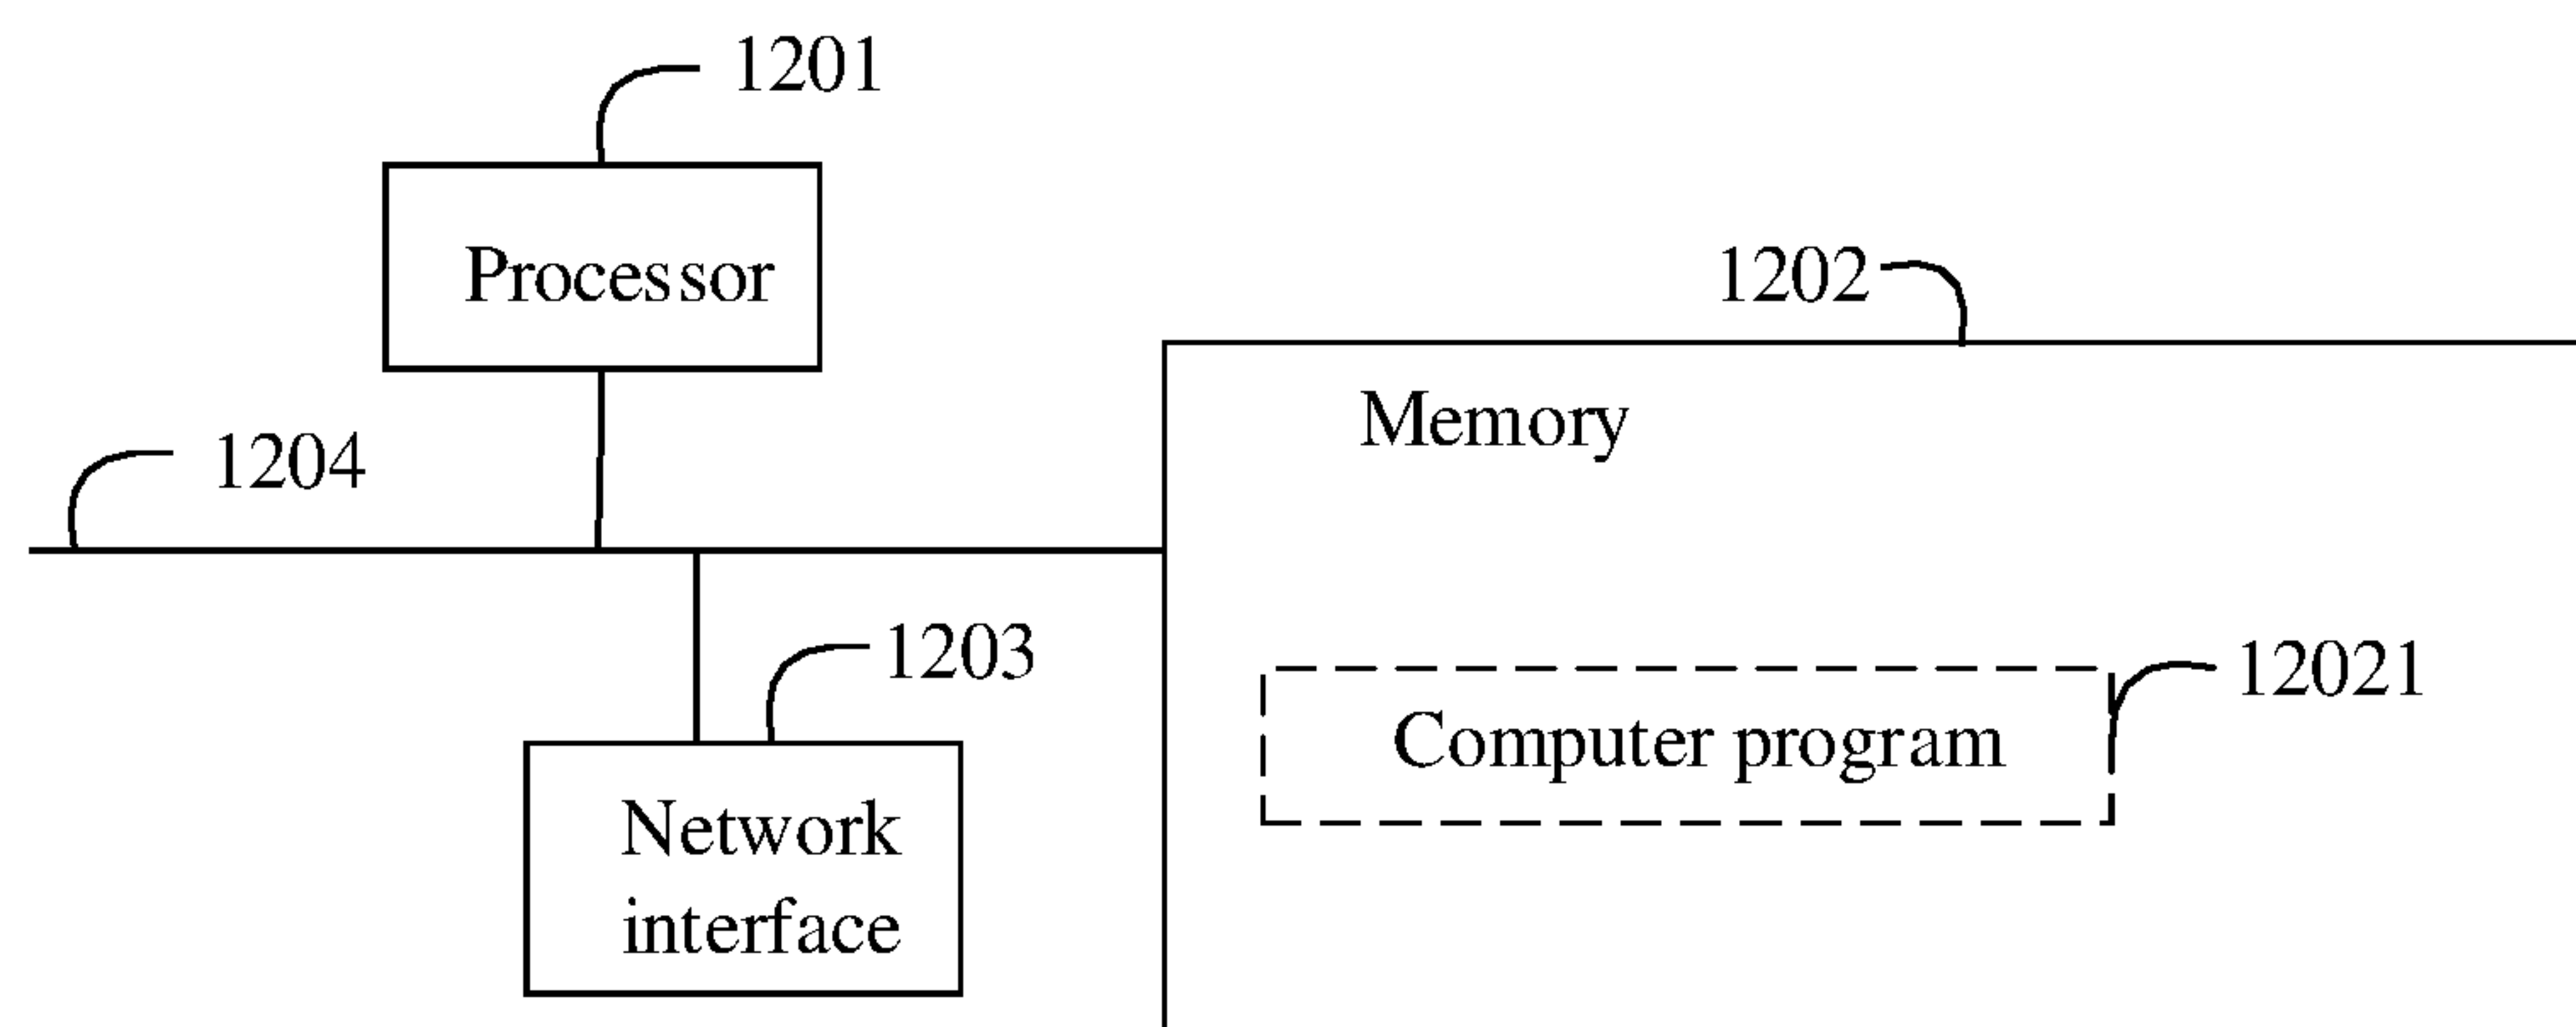 1201
Processor
1202
Memory
1204
1203
12021
Computer program
Network
interface